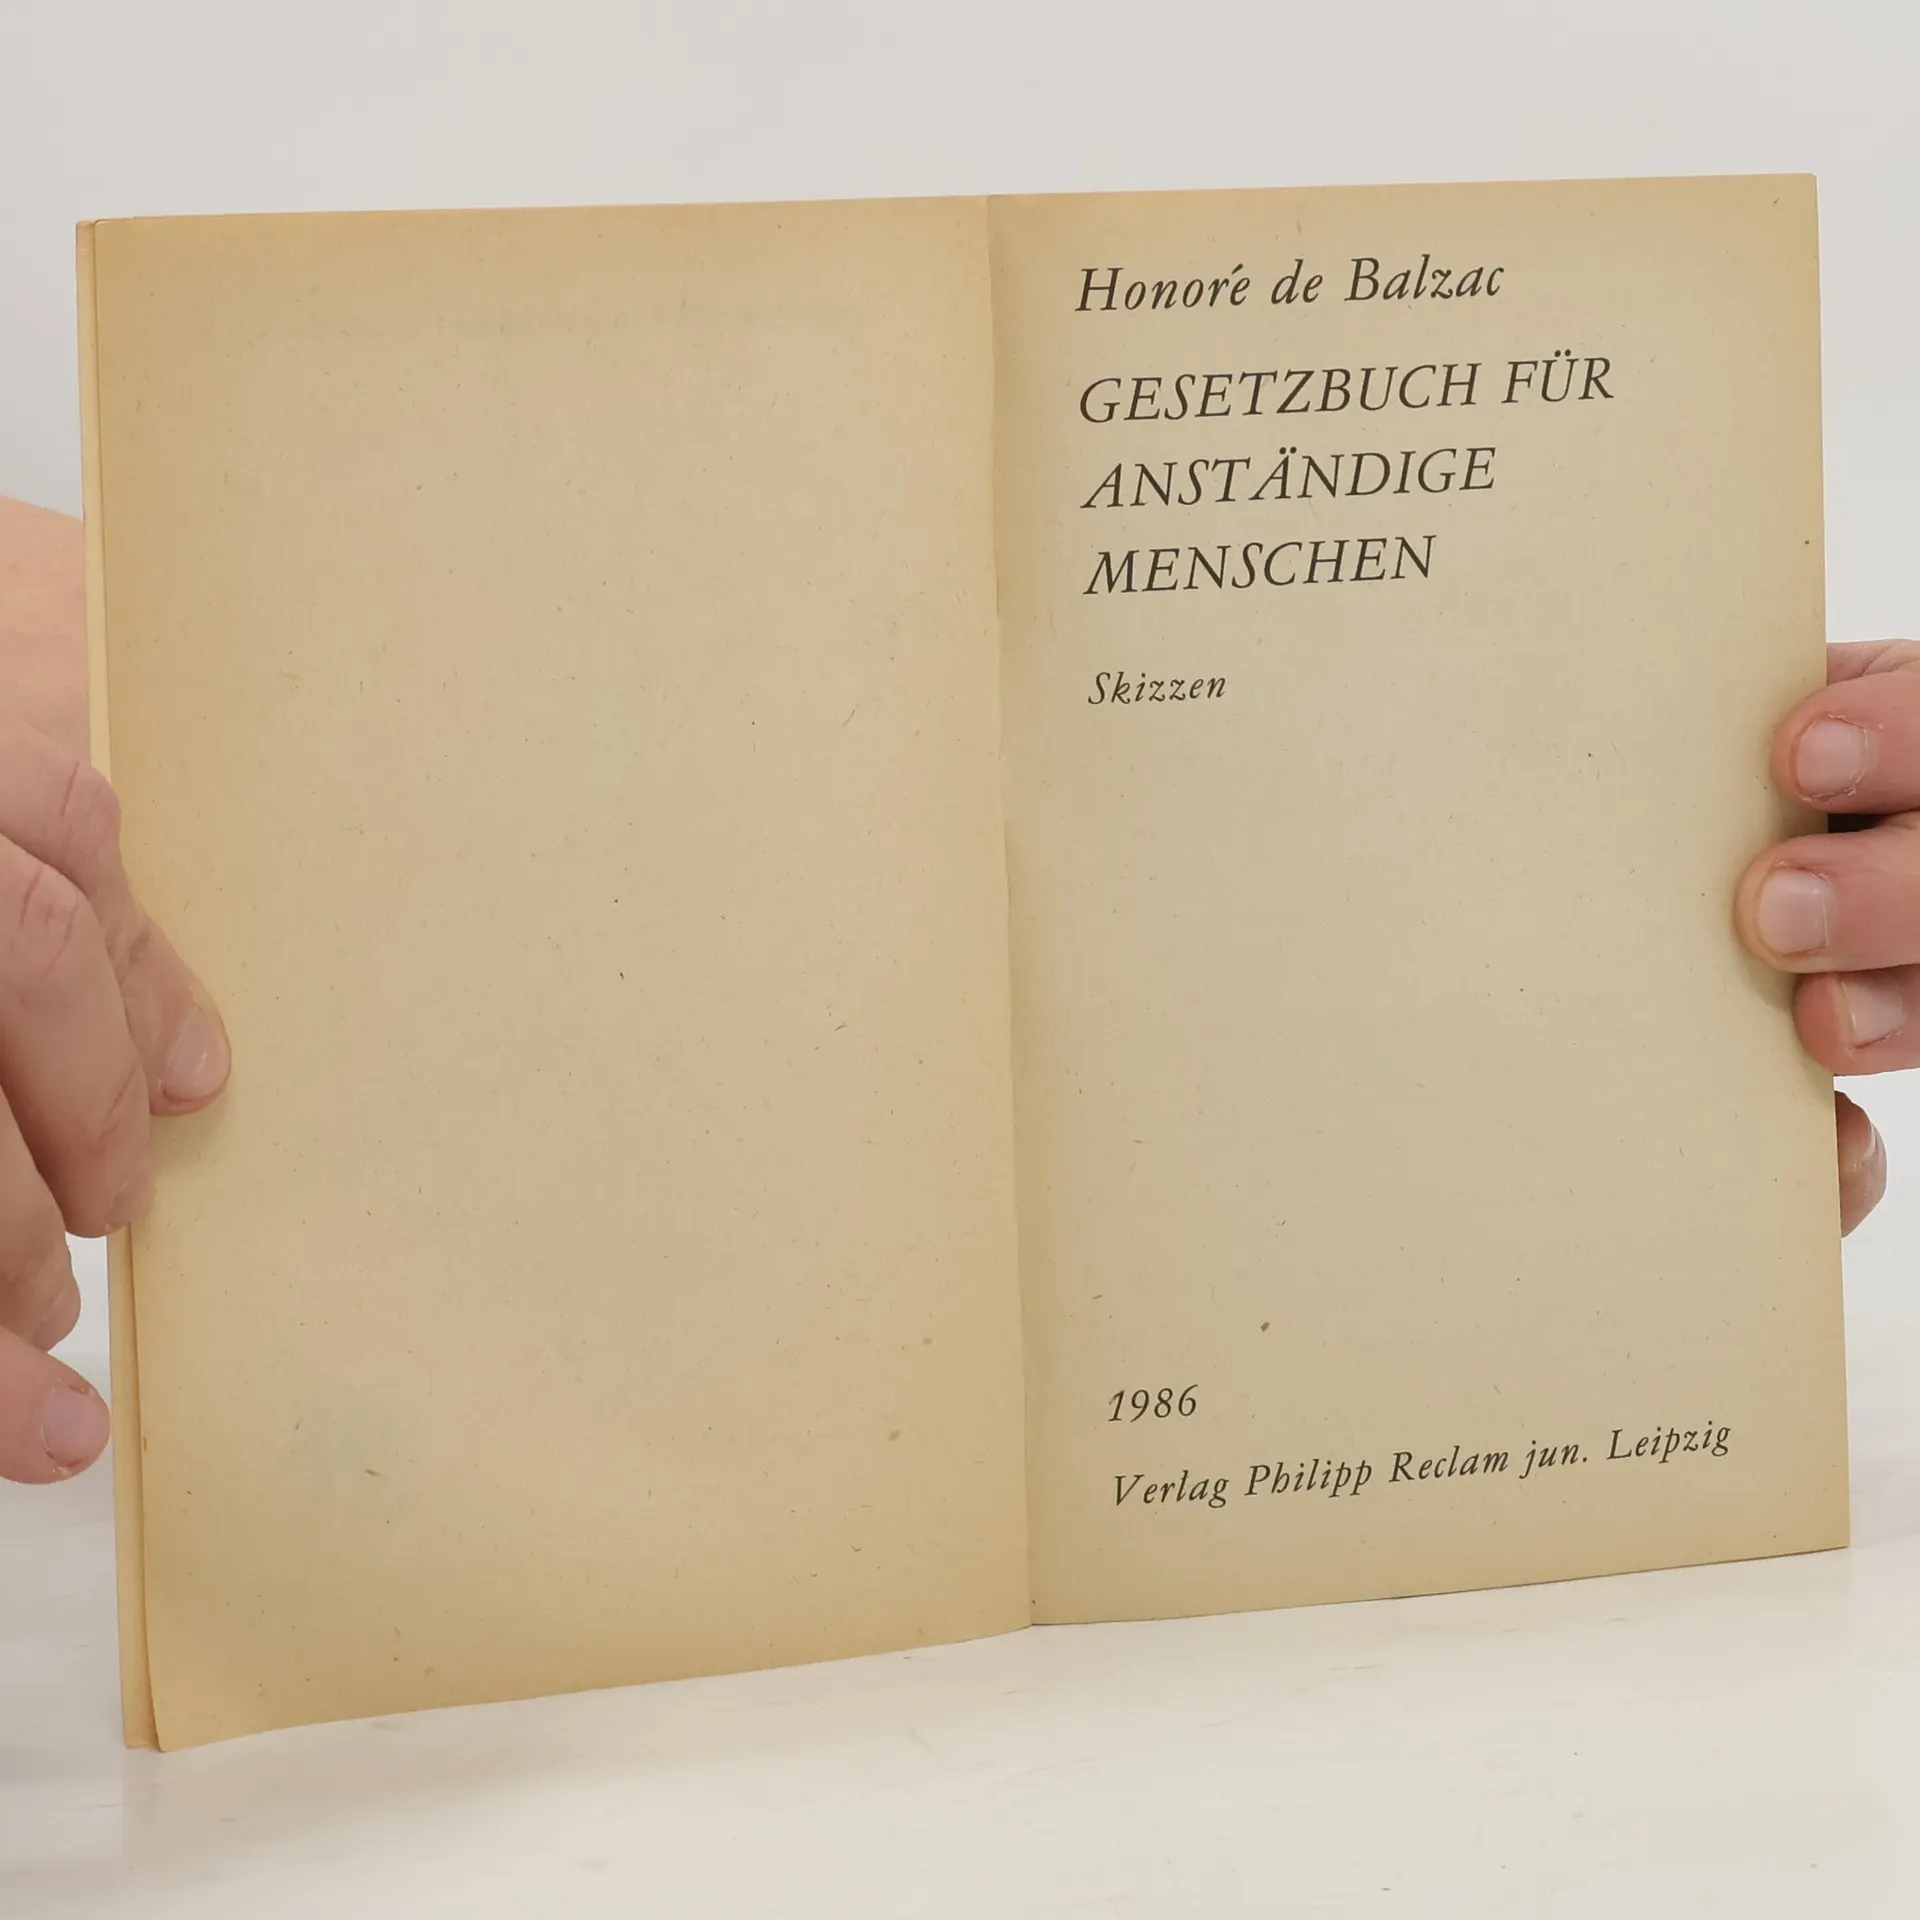 Honoré de Balzac
GESETZBUCH FÜR
ANSTÄNDIGE
MENSCHEN
Skizzen
1986
Verlag Philipp Reclam jun. Leipzig